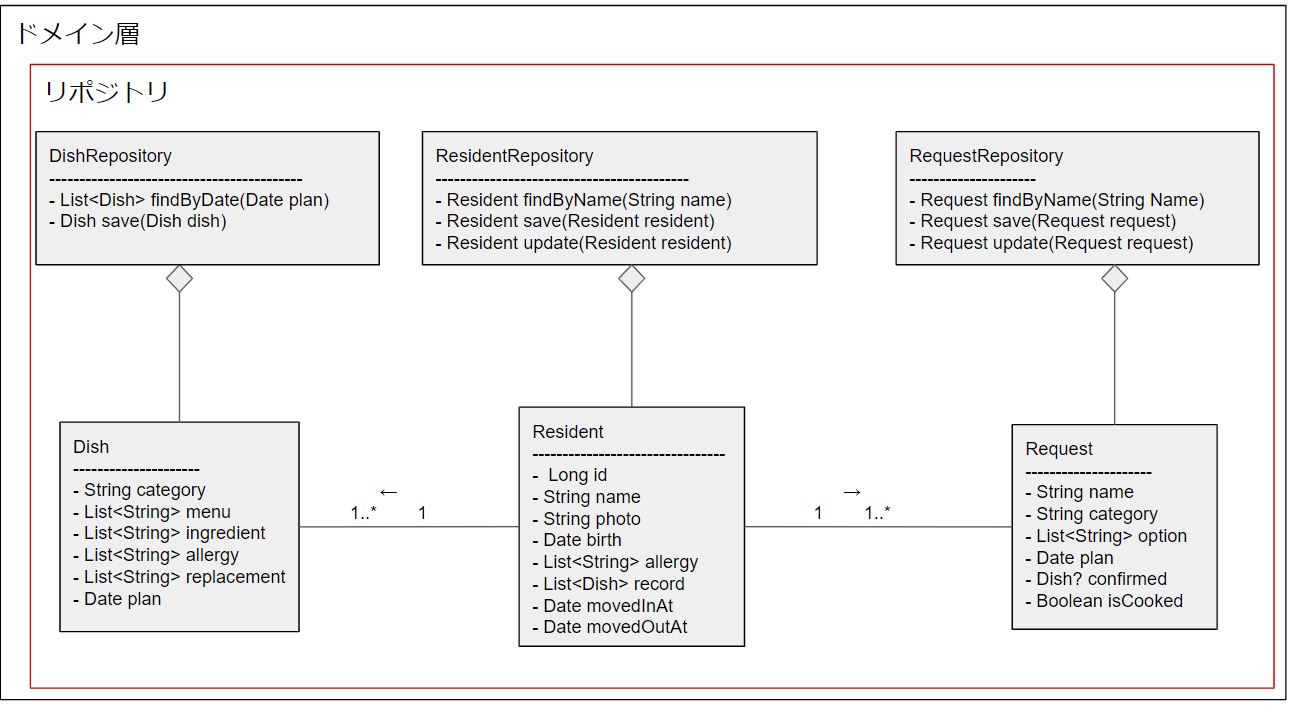 ドメイン層
リポジトリ
DishRepository
------------------------------------------
- List<Dish> findByDate(Date plan)
- Dish save(Dish dish)
ResidentRepository
------------------------------------------
- Resident findByName(String name)
- Resident save(Resident resident)
- Resident update(Resident resident)
RequestRepository
---------------------
- Request findByName(String Name)
- Request save(Request request)
- Request update(Request request)
Dish
---------------------
- String category
- List<String> menu
- List<String> ingredient
- List<String> allergy
- List<String> replacement
- Date plan
←
1..* 1
Resident
--------------------------------
- Long id
- String name
- String photo
- Date birth
- List<String> allergy
- List<Dish> record
- Date movedInAt
- Date movedOutAt
→
1 1..*
Request
---------------------
- String name
- String category
- List<String> option
- Date plan
- Dish? confirmed
- Boolean isCooked